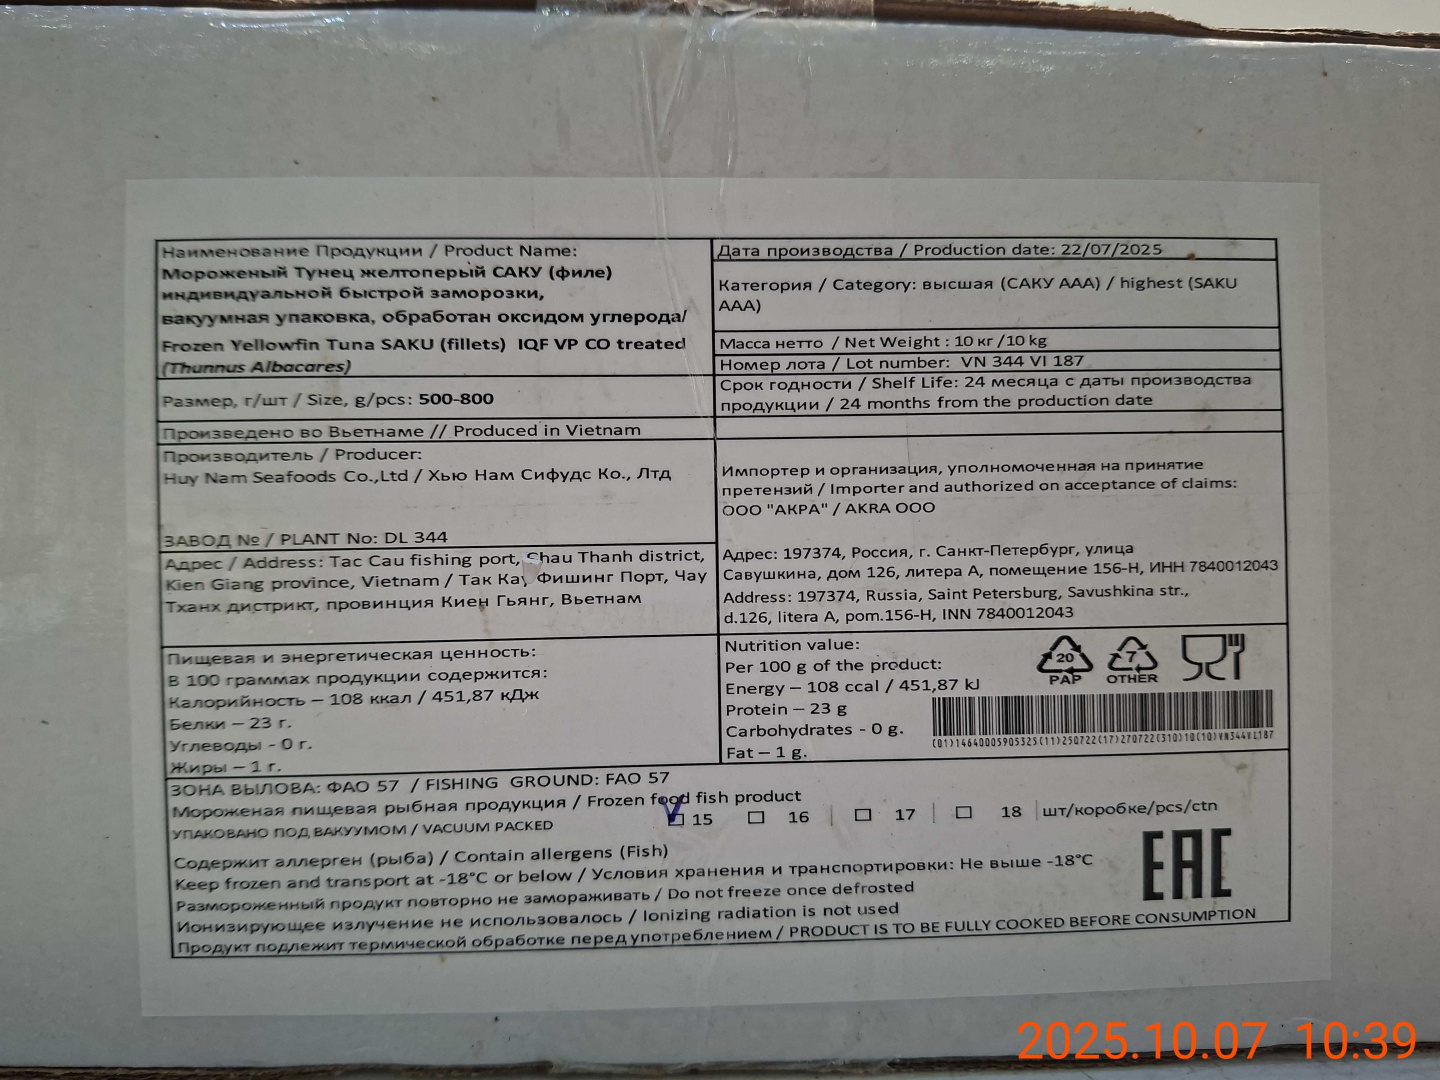 Наименование Продукции / Product Name:
Мороженый Тунец желтоперый САКУ (филе)
индивидуальной быстрой заморозки,
вакуумная упаковка, обработан оксидом углерода/
Frozen Yellowfin Tuna SAKU (fillets) IQF VP CO treated
(Thunnus Albacares)
Размер, г/шт / Size, g/pcs: 500-800
Произведено во Вьетнаме // Produced in Vietnam
Производитель / Producer:
Huy Nam Seafoods Co.,Ltd / Хью Нам Сифудс Ко., Лтд
ЗАВОД № / PLANT No: DL 344
Адрес / Address: Tac Cau fishing port, Shau Thanh district,
Kien Giang province, Vietnam / Так Кау Фишинг Порт, Чау
Тханх дистрикт, провинция Киен Гьянг, Вьетнам
Дата производства / Production date: 22/07/2025
Категория / Category: высшая (САКУ ААА) / highest (SAKU
AAA)
Масса нетто / Net Weight : 10 кг /10 kg
Номер лота / Lot number: VN 344 VI 187
Срок годности / Shelf Life: 24 месяца с даты производства
продукции / 24 months from the production date
Импортер и организация, уполномоченная на принятие
претензий / Importer and authorized on acceptance of claims:
ООО "АКРА" / AKRA OOO
Адрес: 197374, Россия, г. Санкт-Петербург, улица
Савушкина, дом 126, литера А, помещение 156-Н, ИНН 7840012043
Address: 197374, Russia, Saint Petersburg, Savushkina str.,
d.126, litera A, pom.156-H, INN 7840012043
Пищевая и энергетическая ценность:
В 100 граммах продукции содержится:
Калорийность – 108 ккал / 451,87 кДж
Белки – 23 г.
Углеводы - 0 г.
Жиры – 1 г.
Nutrition value:
Per 100 g of the product:
Energy – 108 ccal / 451,87 kJ
Protein – 23 g
Carbohydrates - 0 g.
Fat – 1 g.
20
PAP
7
OTHER
(01)14640005905325(11)250722(17)270722(310)10(10)VN344VI187
ЗОНА ВЫЛОВА: ФАО 57 / FISHING GROUND: FAO 57
Мороженая пищевая рыбная продукция / Frozen food fish product
УПАКОВАНО ПОД ВАКУУМОМ / VACUUM PACKED
15 16 17 18 шт/коробке/pcs/ctn
Содержит аллерген (рыба) / Contain allergens (Fish)
Keep frozen and transport at -18°C or below / Условия хранения и транспортировки: Не выше -18°C
Размороженный продукт повторно не замораживать / Do not freeze once defrosted
Ионизирующее излучение не использовалось / Ionizing radiation is not used
Продукт подлежит термической обработке перед употреблением / PRODUCT IS TO BE FULLY COOKED BEFORE CONSUMPTION
EAC
2025.10.07 10:39